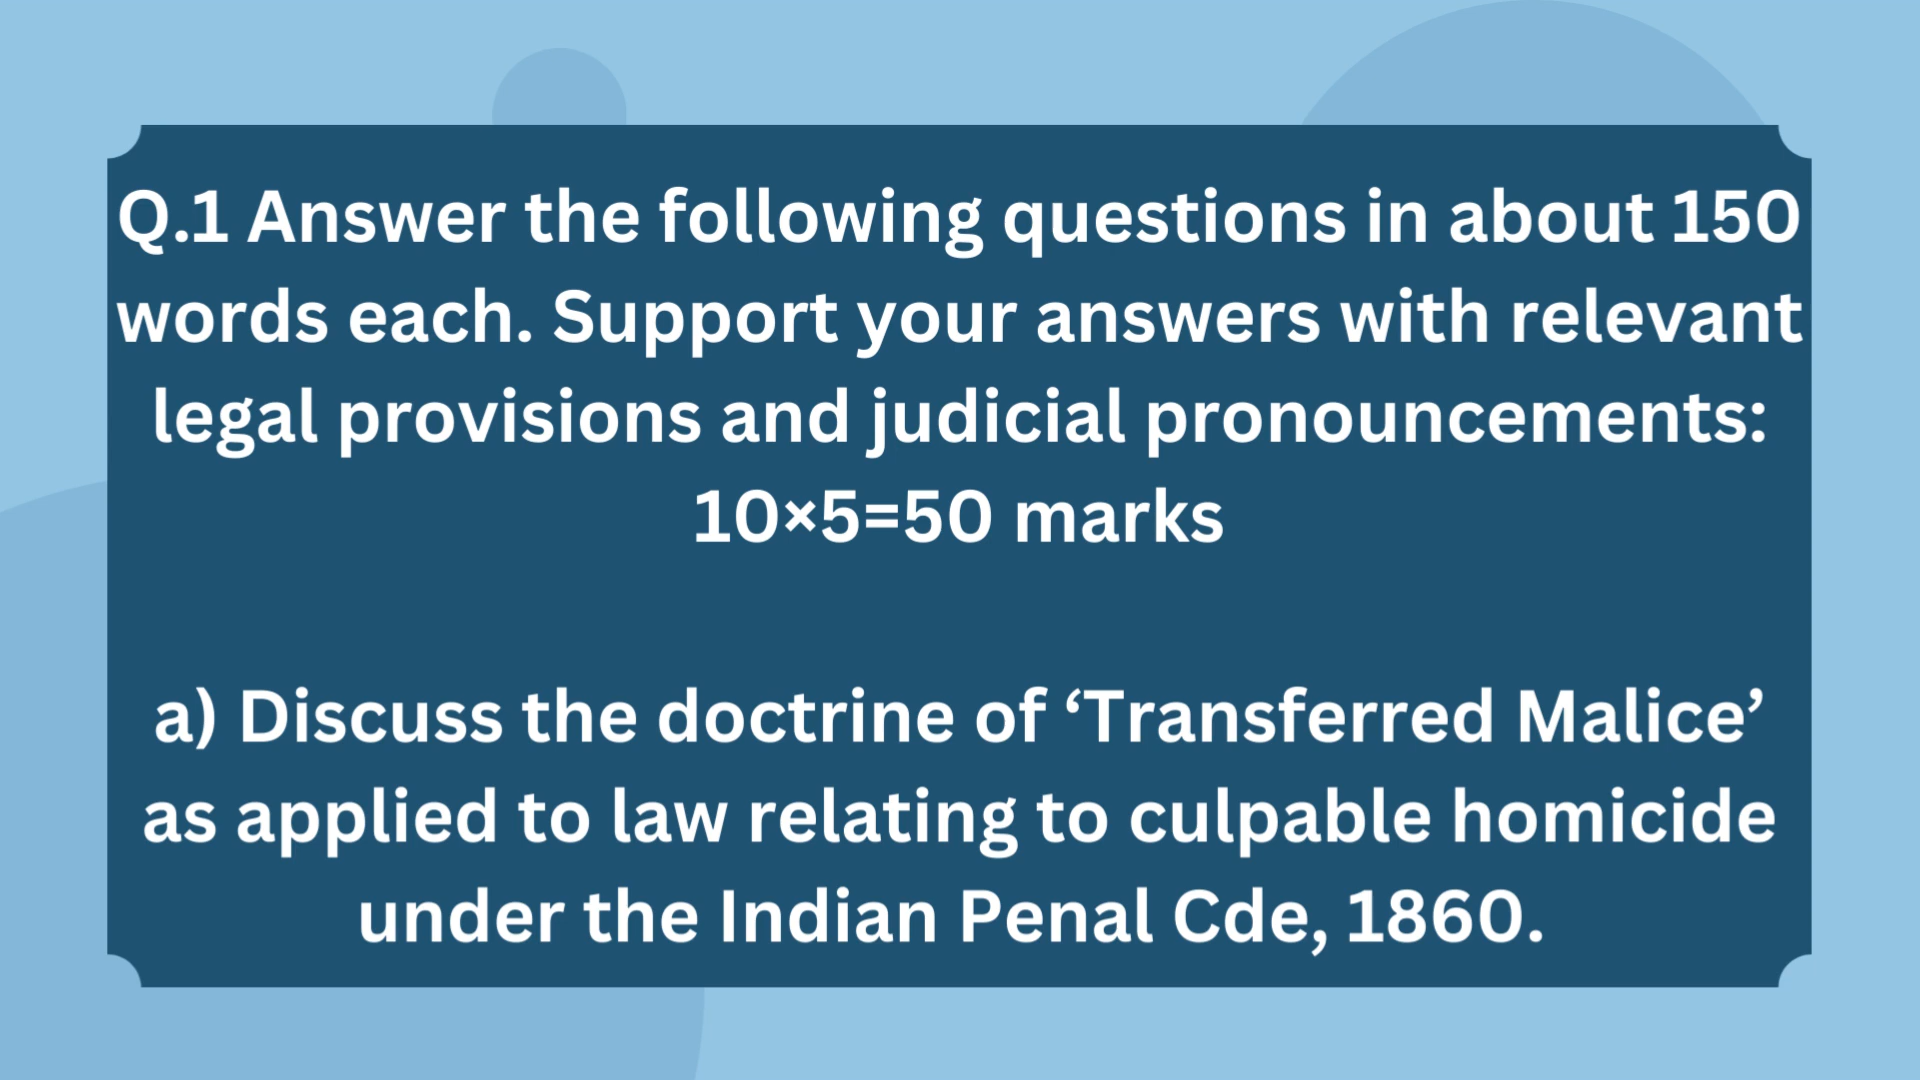 Q.1 Answer the following questions in about 150
words each. Support your answers with relevant
legal provisions and judicial pronouncements:
10×5=50 marks
a) Discuss the doctrine of ‘Transferred Malice’
as applied to law relating to culpable homicide
under the Indian Penal Cde, 1860.